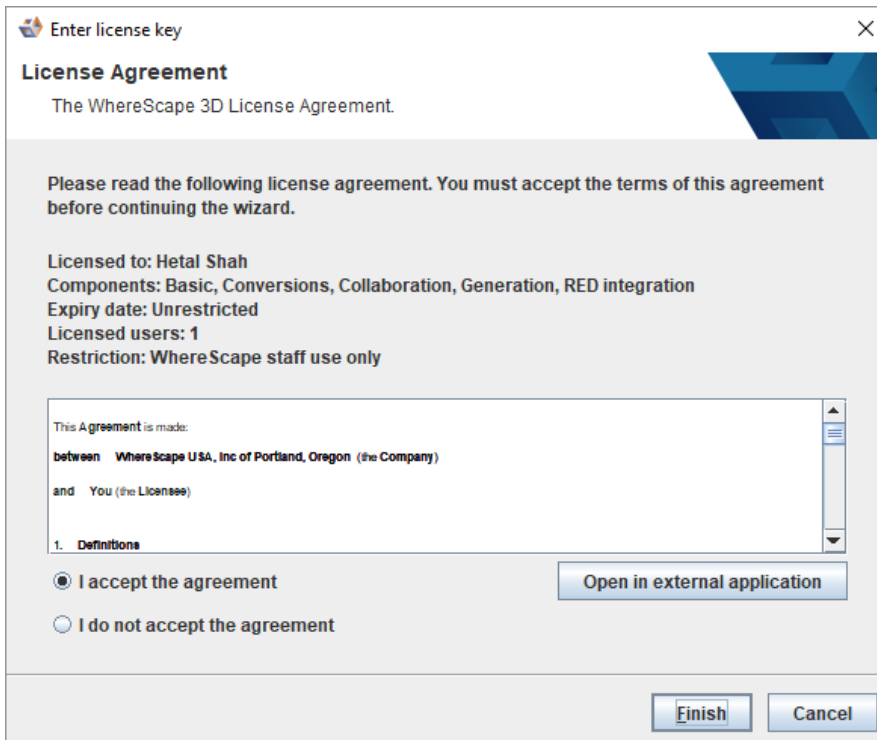 Enter license key
License Agreement
The WhereScape 3D License Agreement.
Please read the following license agreement. You must accept the terms of this agreement
before continuing the wizard.
Licensed to: Hetal Shah
Components: Basic, Conversions, Collaboration, Generation, RED integration
Expiry date: Unrestricted
Licensed users: 1
Restriction: WhereScape staff use only
This Agreement is made:
between WhereScape USA, Inc of Portland, Oregon (the Company)
and You (the Licensee)
1. Definitions
I accept the agreement
Open in external application
I do not accept the agreement
Finish
Cancel